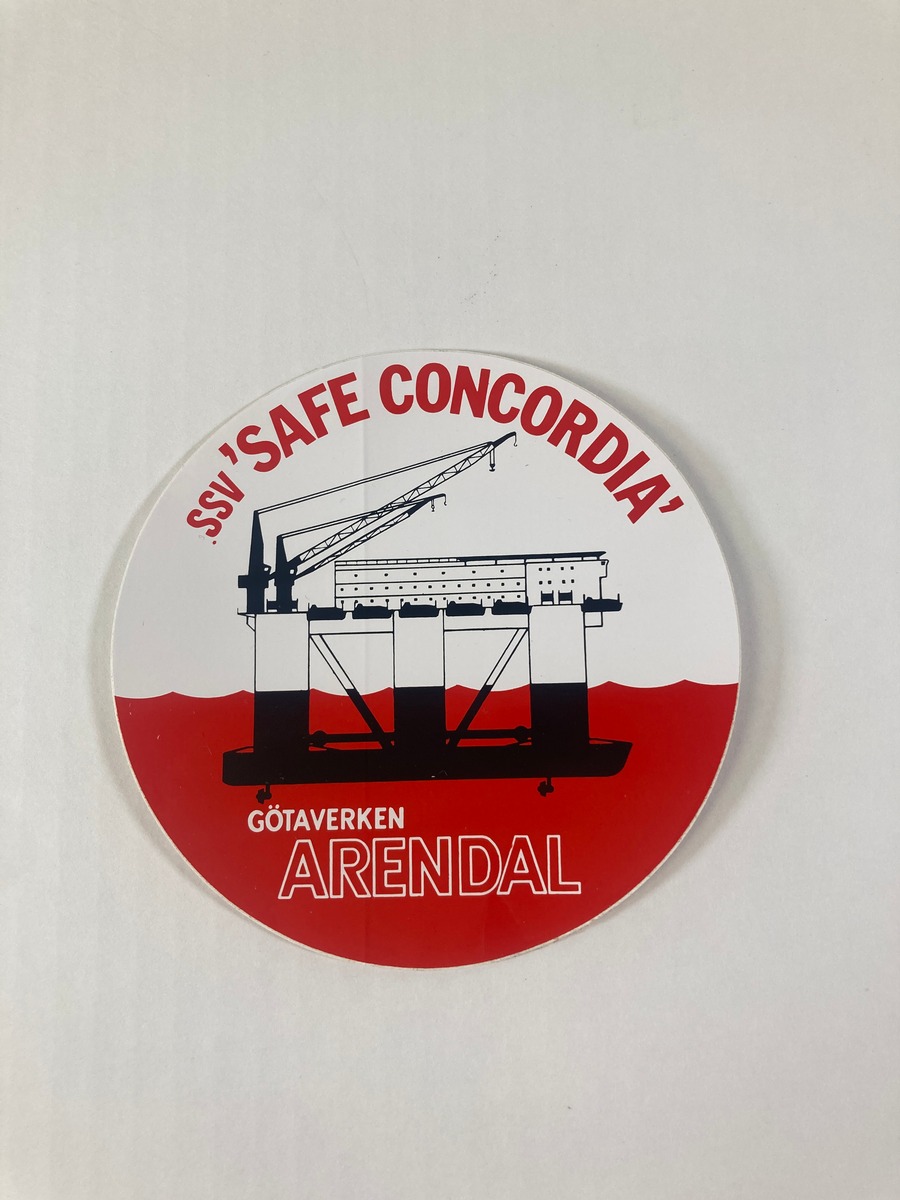 SSV 'SAFE CONCORDIA'
GÖTAVERKEN
ARENDAL